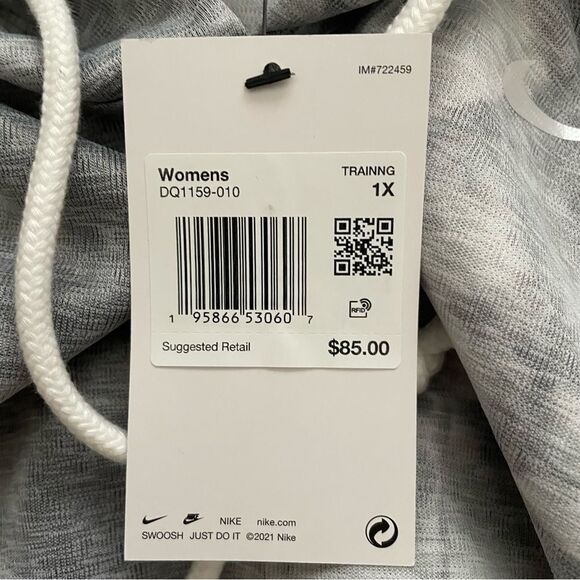 IM#722459
Womens TRAINNG
DQ1159-010 1X
RFID
1 95866 53060 7
Suggested Retail $85.00
NIKE nike.com
SWOOSH JUST DO IT ©2021 Nike